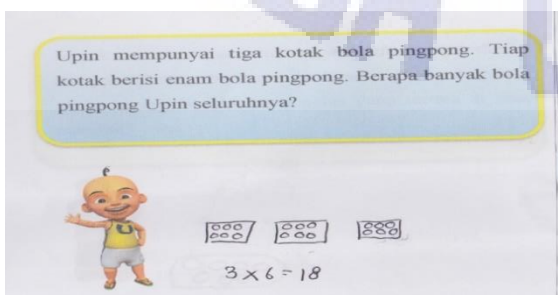 Upin mempunyai tiga kotak bola pingpong. Tiap
kotak berisi enam bola pingpong. Berapa banyak bola
pingpong Upin seluruhnya?
U
3 × 6 = 18